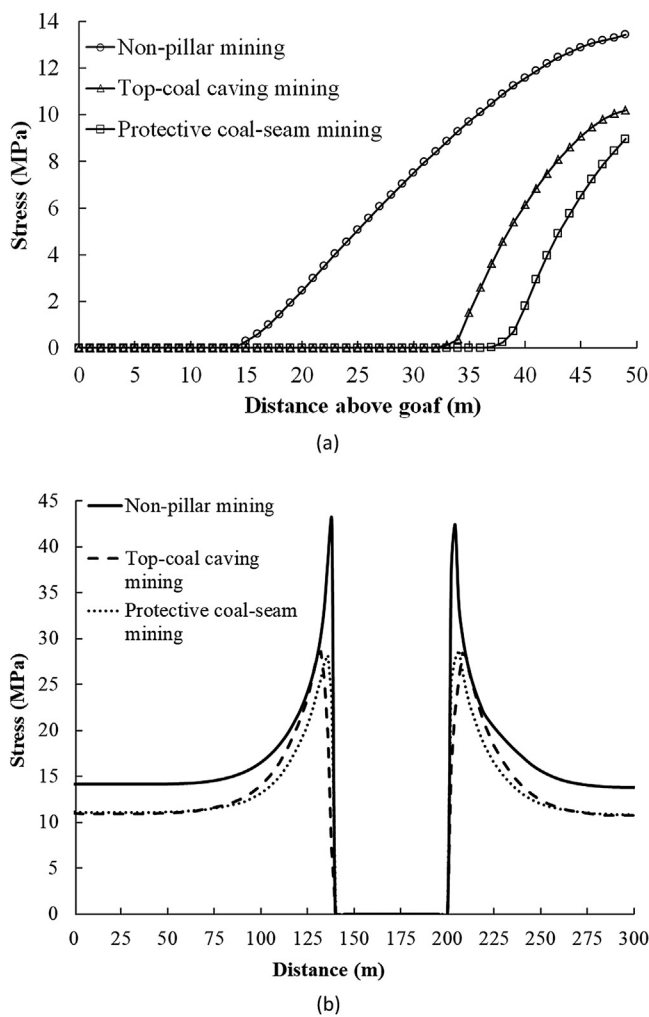 14
12
10
8
6
4
2
0
Stress (MPa)
Non-pillar mining
Top-coal caving mining
Protective coal-seam mining
0 5 10 15 20 25 30 35 40 45 50
Distance above goaf (m)
(a)
45
40
35
30
25
20
15
10
5
0
Stress (MPa)
Non-pillar mining
Top-coal caving
mining
Protective coal-seam
mining
0 25 50 75 100 125 150 175 200 225 250 275 300
Distance (m)
(b)